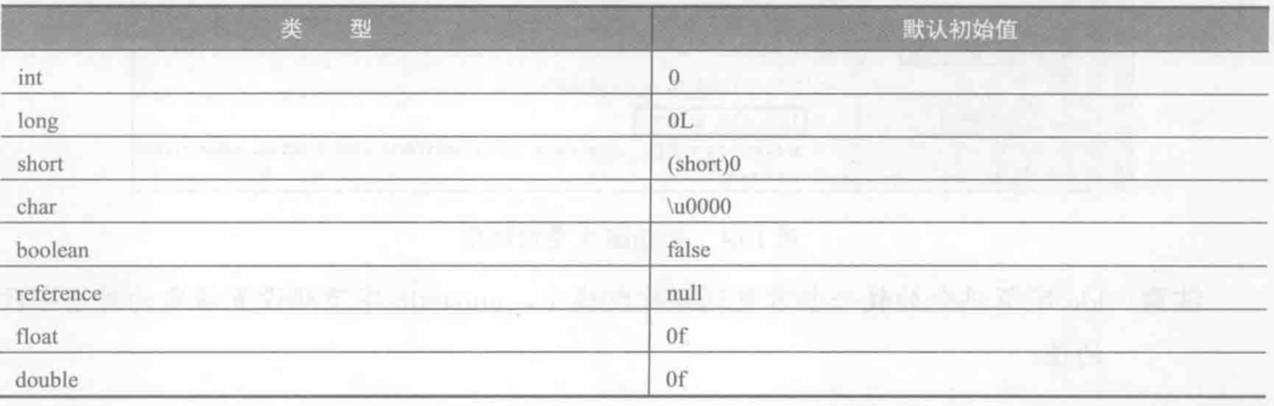 类 型 默认初始值
int 0
long 0L
short (short)0
char \u0000
boolean false
reference null
float 0f
double 0f